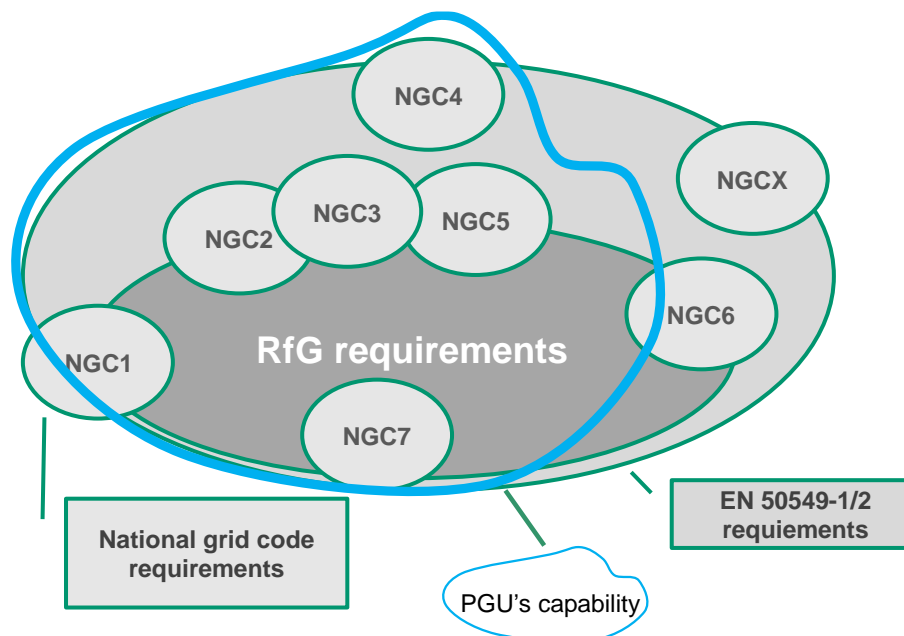 NGC4
NGCX
NGC3
NGC5
NGC2
NGC6
RfG requirements
NGC1
NGC7
EN 50549-1/2
requiements
National grid code
requirements
PGU's capability